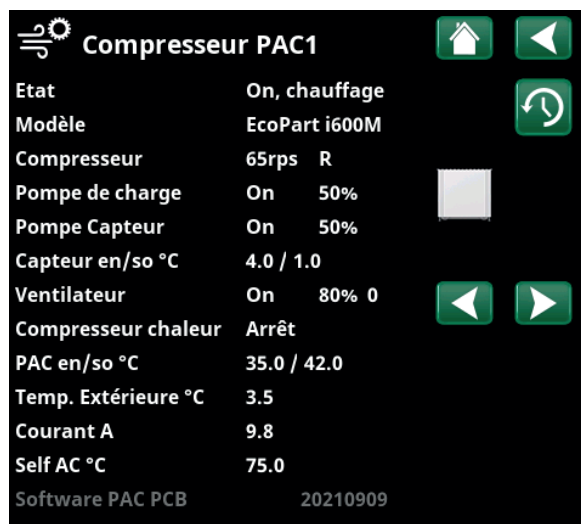 Compresseur PAC1
Etat On, chauffage
Modèle EcoPart i600M
Compresseur 65rps R
Pompe de charge On 50%
Pompe Capteur On 50%
Capteur en/so °C 4.0 / 1.0
Ventilateur On 80% 0
Compresseur chaleur Arrêt
PAC en/so °C 35.0 / 42.0
Temp. Extérieure °C 3.5
Courant A 9.8
Self AC °C 75.0
Software PAC PCB 20210909